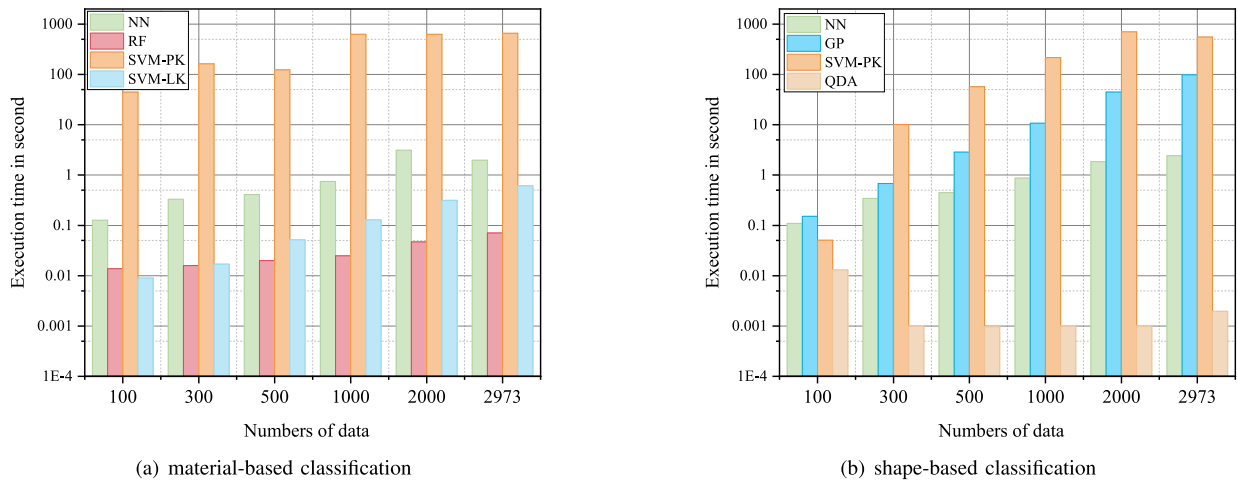 1000
100
10
1
0.1
0.01
0.001
1E-4
Execution time in second
NN
RF
SVM-PK
SVM-LK
100 300 500 1000 2000 2973
Numbers of data
(a) material-based classification
1000
100
10
1
0.1
0.01
0.001
1E-4
Execution time in second
NN
GP
SVM-PK
QDA
100 300 500 1000 2000 2973
Numbers of data
(b) shape-based classification